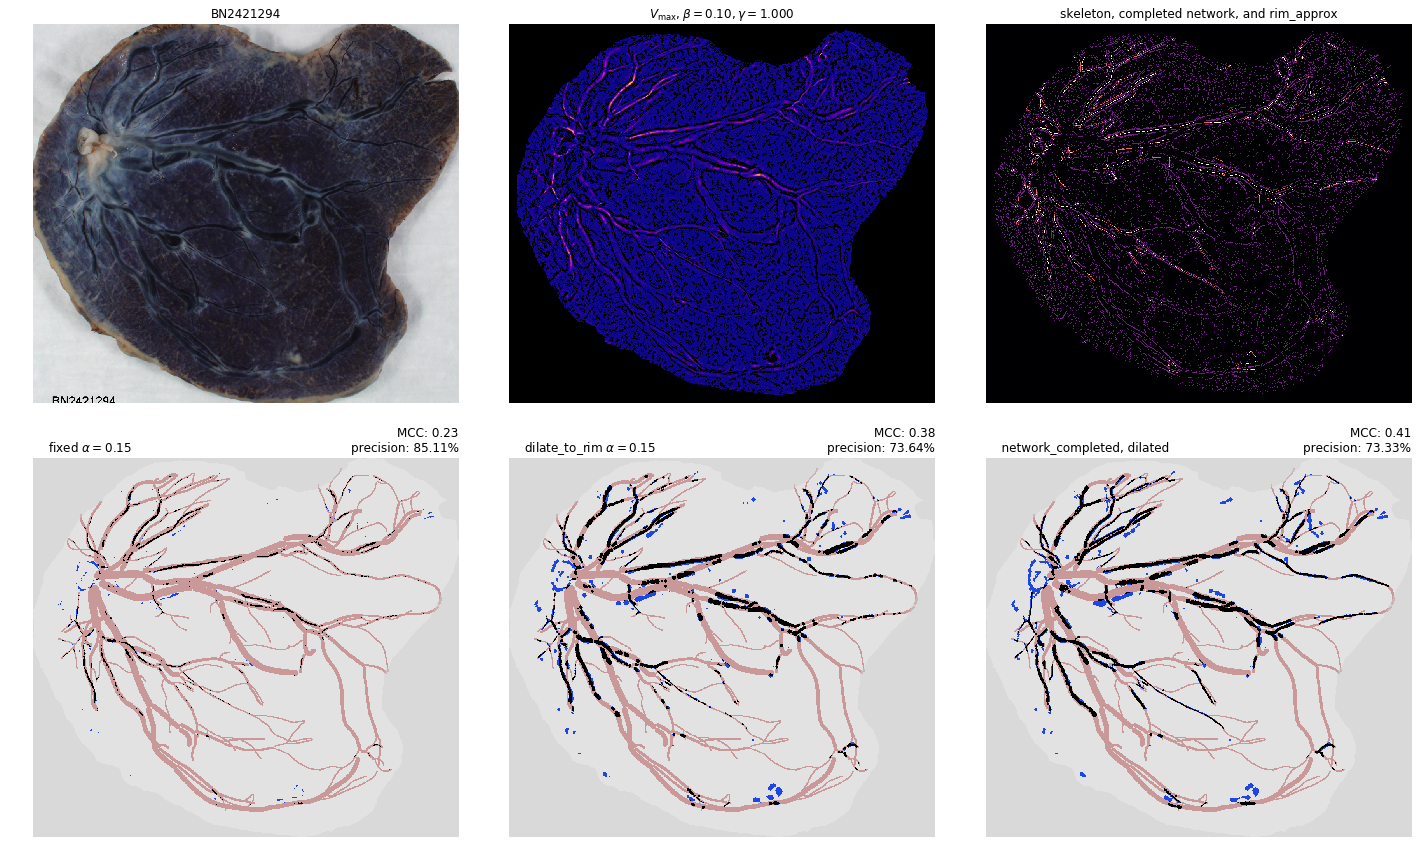 BN2421294
V_max, β = 0.10, γ = 1.000
skeleton, completed network, and rim_approx
BN2421294
MCC: 0.23
fixed α = 0.15
precision: 85.11%
MCC: 0.38
dilate_to_rim α = 0.15
precision: 73.64%
MCC: 0.41
network_completed, dilated
precision: 73.33%